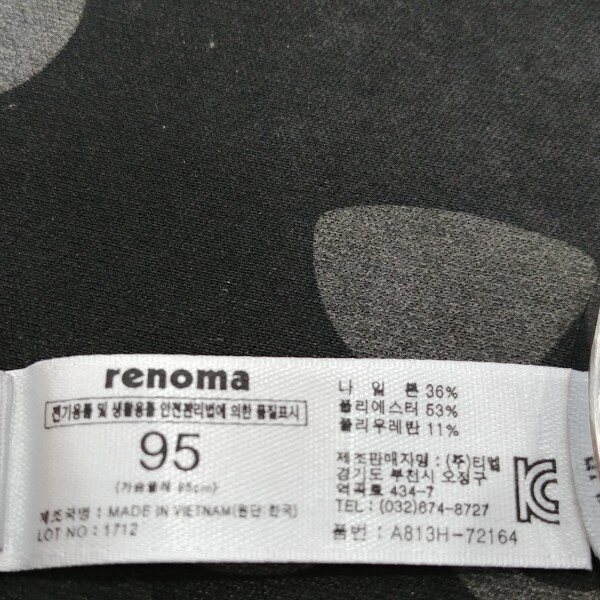 renoma
전기용품 및 생활용품 안전관리법에 의한 품질표시
95
(가슴둘레 95cm)
제조국명 : MADE IN VIETNAM(원단:한국)
LOT NO : 1712
나 일 론 36%
폴리에스터 53%
폴리우레탄 11%
제조판매자명 : (주)티엽
경기도 부천시 오정구
역곡로 434-7
TEL : (032)674-8727
품번 : A813H-72164